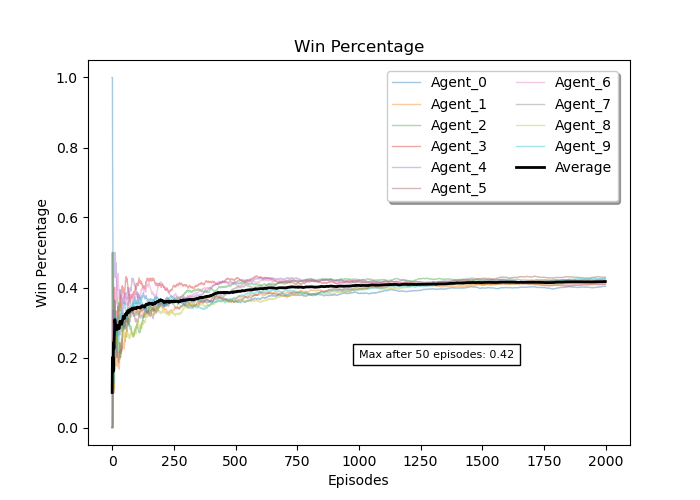 Win Percentage
1.0
0.8
0.6
0.4
0.2
0.0
Win Percentage
Agent_0
Agent_1
Agent_2
Agent_3
Agent_4
Agent_5
Agent_6
Agent_7
Agent_8
Agent_9
Average
Max after 50 episodes: 0.42
0 250 500 750 1000 1250 1500 1750 2000
Episodes